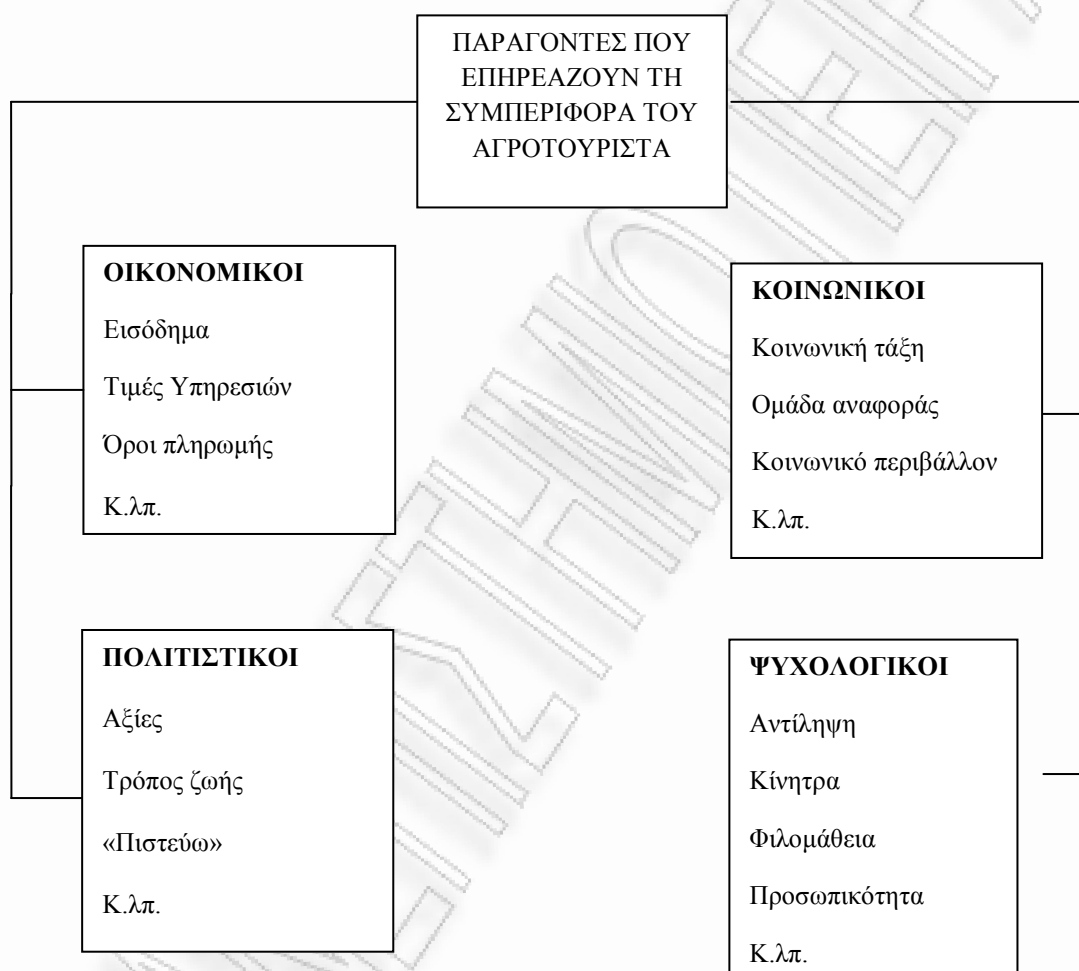 ΠΑΡΑΓΟΝΤΕΣ ΠΟΥ
ΕΠΗΡΕΑΖΟΥΝ ΤΗ
ΣΥΜΠΕΡΙΦΟΡΑ ΤΟΥ
ΑΓΡΟΤΟΥΡΙΣΤΑ
ΟΙΚΟΝΟΜΙΚΟΙ
Εισόδημα
Τιμές Υπηρεσιών
Όροι πληρωμής
Κ.λπ.
ΚΟΙΝΩΝΙΚΟΙ
Κοινωνική τάξη
Ομάδα αναφοράς
Κοινωνικό περιβάλλον
Κ.λπ.
ΠΟΛΙΤΙΣΤΙΚΟΙ
Αξίες
Τρόπος ζωής
«Πιστεύω»
Κ.λπ.
ΨΥΧΟΛΟΓΙΚΟΙ
Αντίληψη
Κίνητρα
Φιλομάθεια
Προσωπικότητα
Κ.λπ.